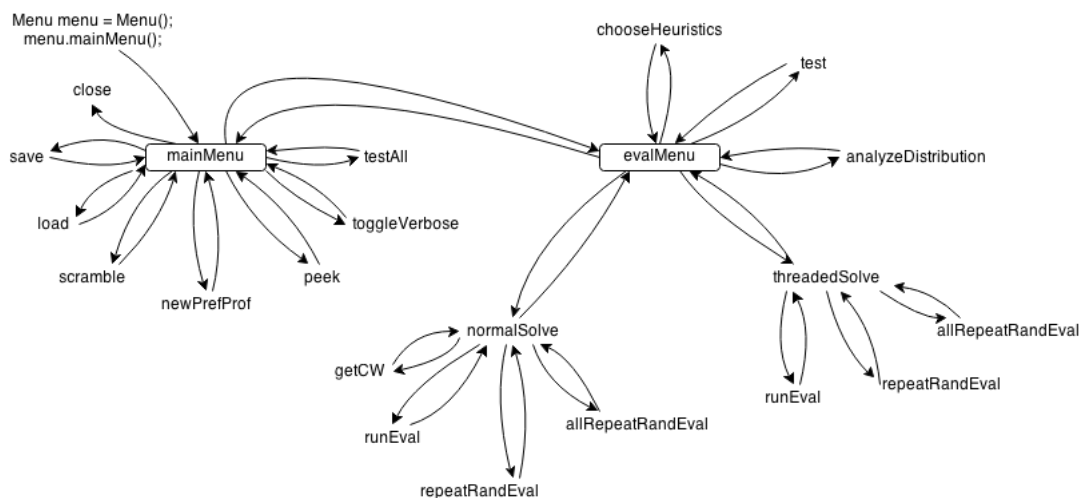 Menu menu = Menu();
menu.mainMenu();
chooseHeuristics
test
close
save
mainMenu
testAll
evalMenu
analyzeDistribution
load
toggleVerbose
scramble
peek
newPrefProf
threadedSolve
normalSolve
allRepeatRandEval
getCW
repeatRandEval
runEval
allRepeatRandEval
runEval
repeatRandEval